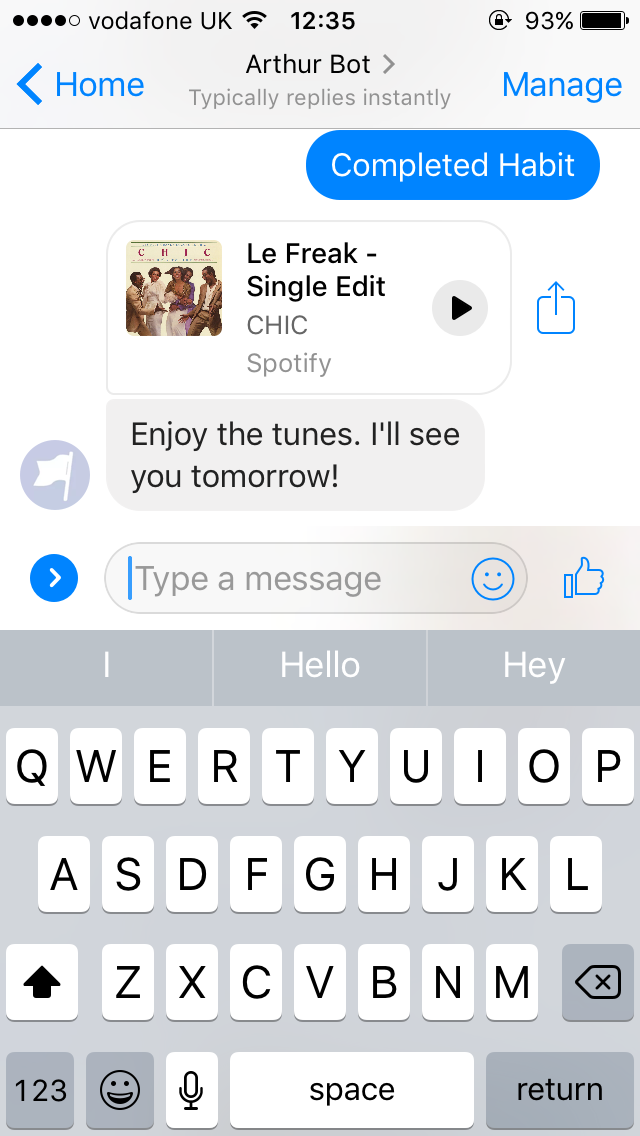 vodafone UK 12:35 93%
Home Arthur Bot Manage
Typically replies instantly
Completed Habit
CHIC
Le Freak -
Single Edit
CHIC
Spotify
Enjoy the tunes. I'll see
you tomorrow!
Type a message
I Hello Hey
Q W E R T Y U I O P
A S D F G H J K L
Z X C V B N M
123 space return